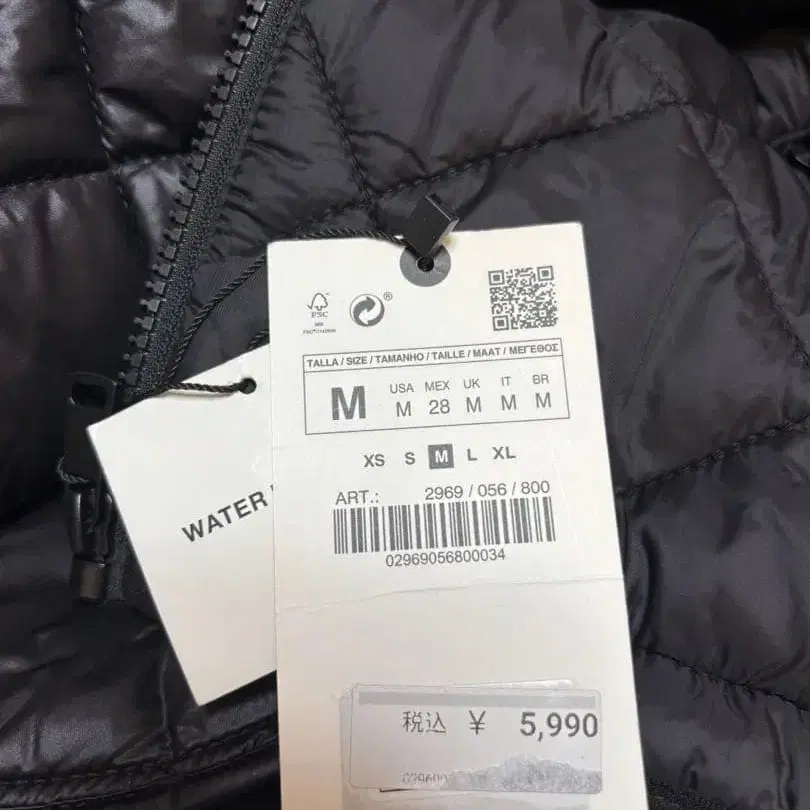 FSC
TALLA / SIZE / TAMANHO / TAILLE / MAAT / ΜΕΓΕΘΟΣ
M
USA MEX UK IT BR
M 28 M M M
XS S M L XL
ART.: 2969 / 056 / 800
02969056800034
WATER
税込 ¥ 5,990